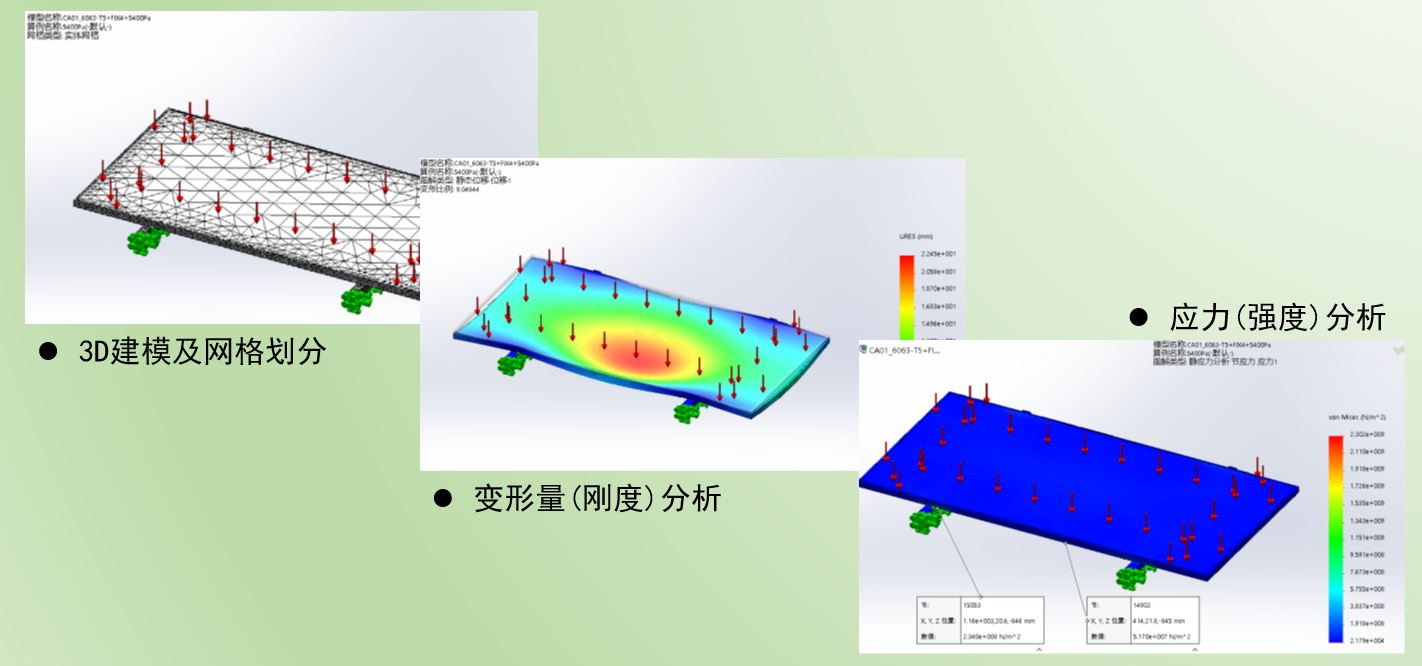 模型名称:CA01_6063-T5+FIX4+5400Pa
算例名称:5400Pa(-默认-)
网格类型: 实体网格
● 3D建模及网格划分
模型名称:CA01_6063-T5+FIX4+5400Pa
算例名称:5400Pa(-默认-)
图解类型: 静态位移 位移1
变形比例: 9.04844
URES (mm)
2.245e+001
2.058e+001
1.870e+001
1.683e+001
1.496e+001
● 变形量(刚度)分析
● 应力(强度)分析
CA01_6063-T5+FI...
模型名称:CA01_6063-T5+FIX4+5400Pa
算例名称:5400Pa(-默认-)
图解类型: 静应力分析 节应力 应力1
von Mises (N/m^2)
2.302e+009
2.110e+009
1.918e+009
1.726e+009
1.535e+009
1.343e+009
1.151e+009
9.591e+008
7.673e+008
5.755e+008
3.837e+008
1.918e+008
2.179e+004
节: 15053
X, Y, Z 位置: 1.16e+003,20.6,-646 mm
数值: 2.340e+008 N/m^2
节: 14902
X, Y, Z 位置: 414,21.8,-645 mm
数值: 5.170e+007 N/m^2